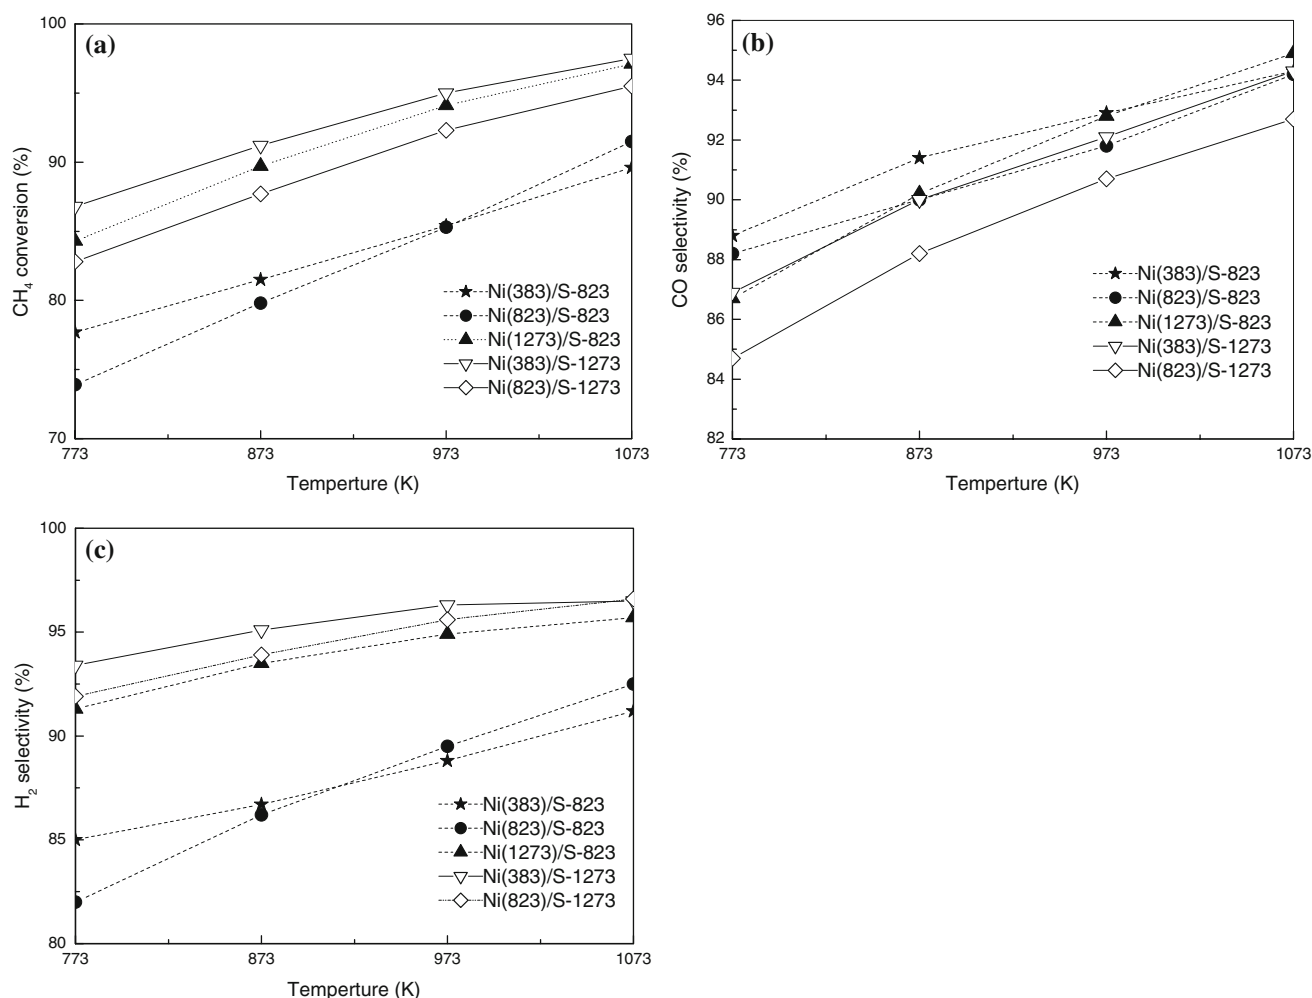 (a)
100
90
80
70
CH4 conversion (%)
Ni(383)/S-823
Ni(823)/S-823
Ni(1273)/S-823
Ni(383)/S-1273
Ni(823)/S-1273
773 873 973 1073
Temperture (K)
(b)
96
94
92
90
88
86
84
82
CO selectivity (%)
Ni(383)/S-823
Ni(823)/S-823
Ni(1273)/S-823
Ni(383)/S-1273
Ni(823)/S-1273
773 873 973 1073
Temperture (K)
(c)
100
95
90
85
80
H2 selectivity (%)
Ni(383)/S-823
Ni(823)/S-823
Ni(1273)/S-823
Ni(383)/S-1273
Ni(823)/S-1273
773 873 973 1073
Temperture (K)